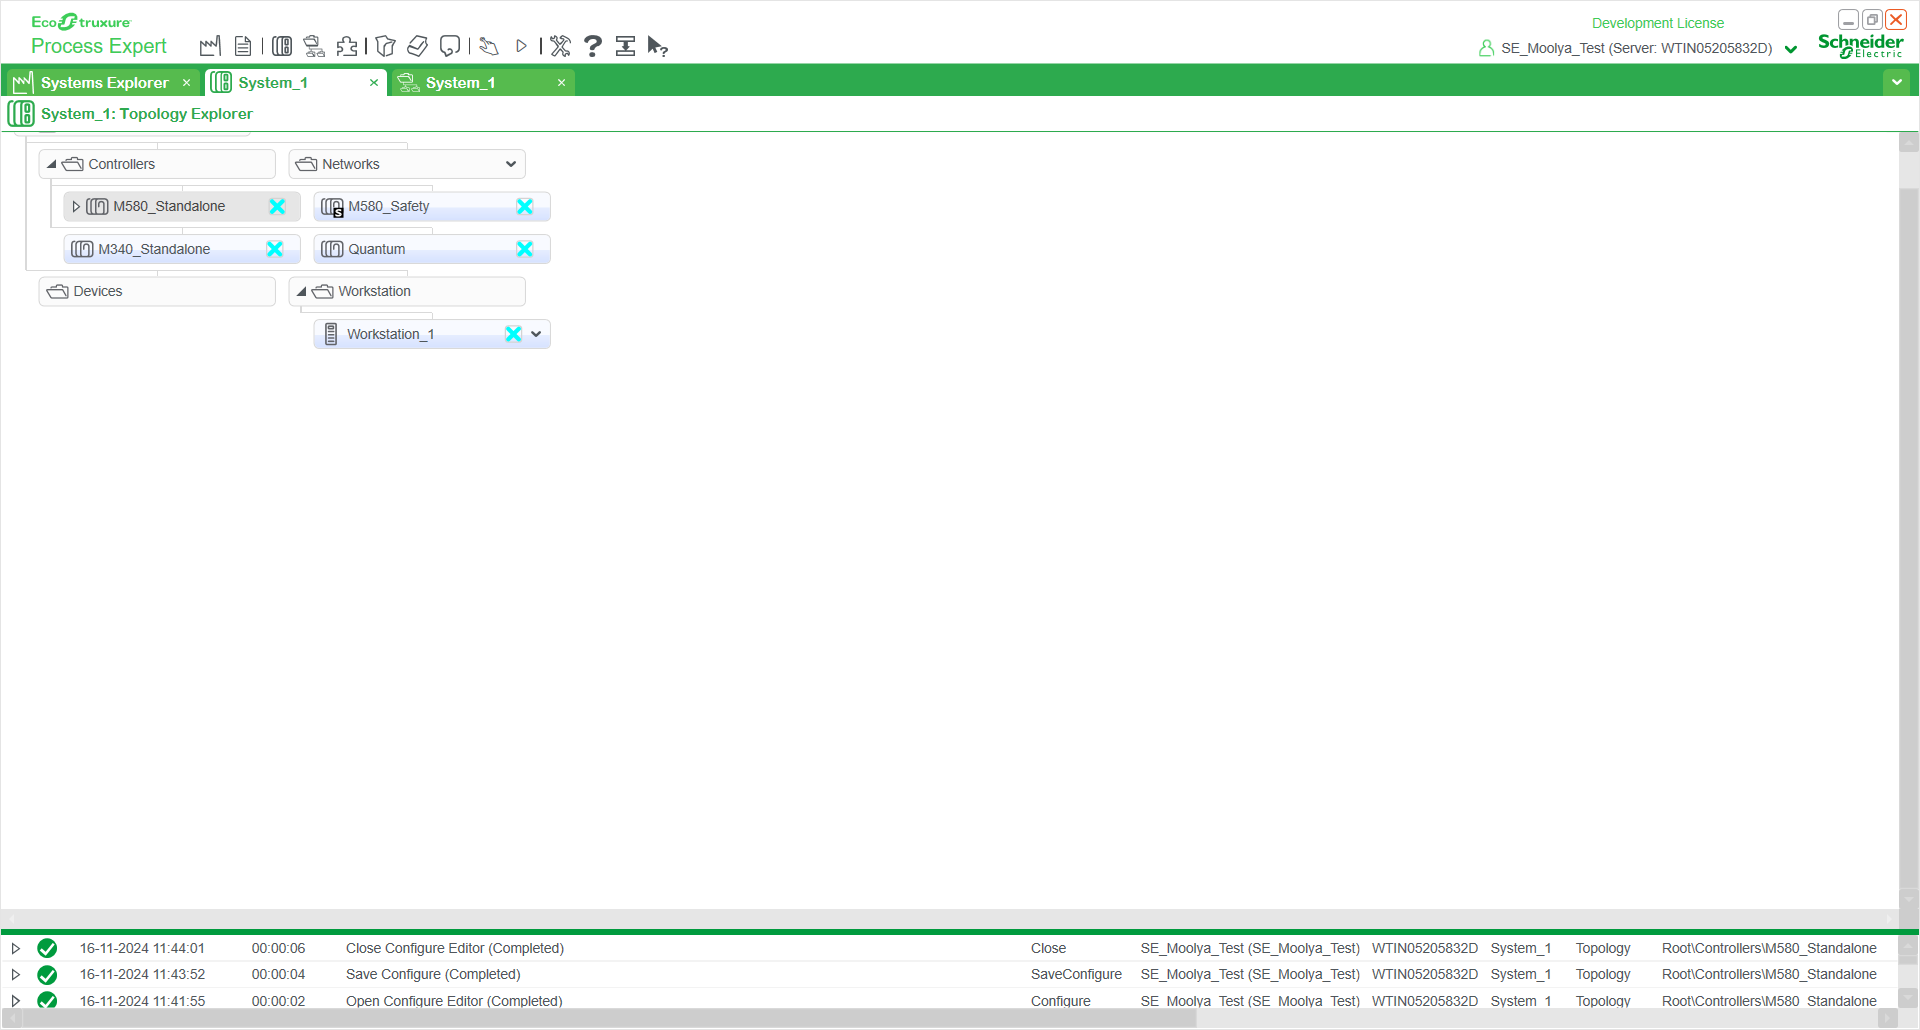 EcoStruxure
Process Expert
Development License
SE_Moolya_Test (Server: WTIN05205832D)
Schneider
Electric
Systems Explorer
System_1
System_1
System_1: Topology Explorer
Controllers
Networks
M580_Standalone
M580_Safety
M340_Standalone
Quantum
Devices
Workstation
Workstation_1
16-11-2024 11:44:01 00:00:06 Close Configure Editor (Completed) Close SE_Moolya_Test (SE_Moolya_Test) WTIN05205832D System_1 Topology Root\Controllers\M580_Standalone
16-11-2024 11:43:52 00:00:04 Save Configure (Completed) SaveConfigure SE_Moolya_Test (SE_Moolya_Test) WTIN05205832D System_1 Topology Root\Controllers\M580_Standalone
16-11-2024 11:41:55 00:00:02 Open Configure Editor (Completed) Configure SE_Moolya_Test (SE_Moolya_Test) WTIN05205832D System_1 Topology Root\Controllers\M580_Standalone